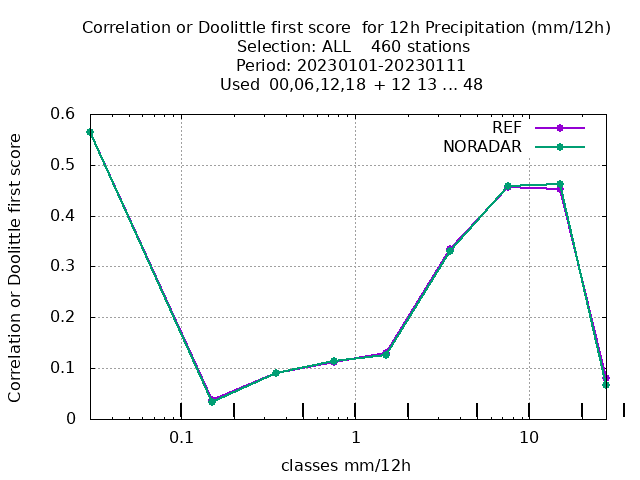 Correlation or Doolittle first score  for 12h Precipitation (mm/12h)
Selection: ALL    460 stations
Period: 20230101-20230111
Used  00,06,12,18  + 12 13 ... 48
REF
NORADAR
0.6
0.5
0.4
0.3
0.2
0.1
0
Correlation or Doolittle first score
0.1
1
10
classes mm/12h